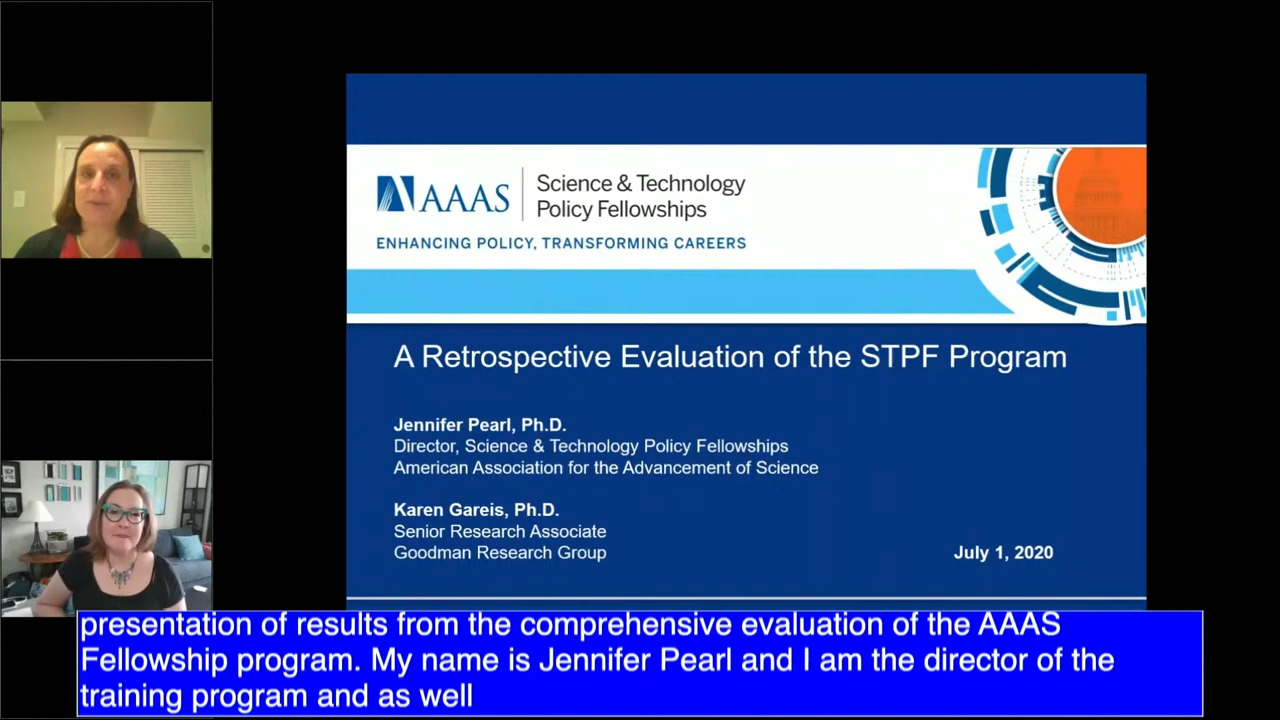 AAAS
Science & Technology
Policy Fellowships
ENHANCING POLICY, TRANSFORMING CAREERS
A Retrospective Evaluation of the STPF Program
Jennifer Pearl, Ph.D.
Director, Science & Technology Policy Fellowships
American Association for the Advancement of Science
Karen Gareis, Ph.D.
Senior Research Associate
Goodman Research Group
July 1, 2020
presentation of results from the comprehensive evaluation of the AAAS
Fellowship program. My name is Jennifer Pearl and I am the director of the
training program and as well